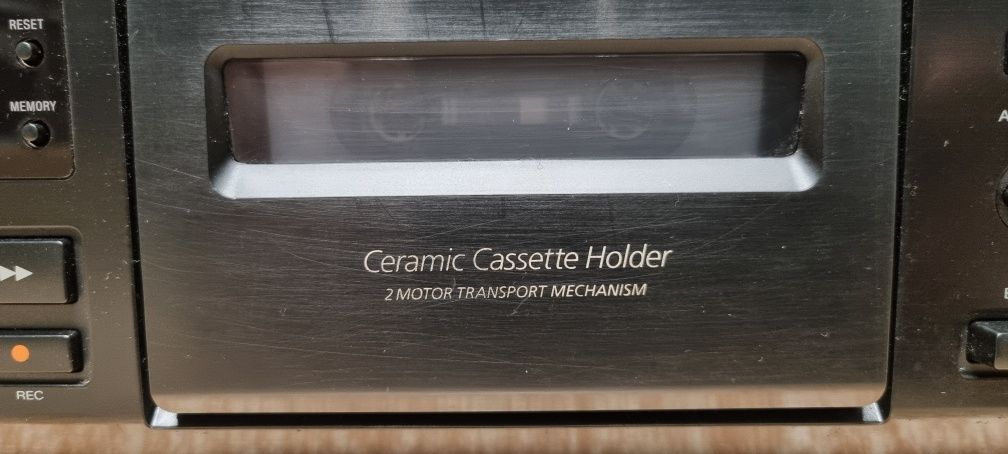 RESET
MEMORY
Ceramic Cassette Holder
2 MOTOR TRANSPORT MECHANISM
REC